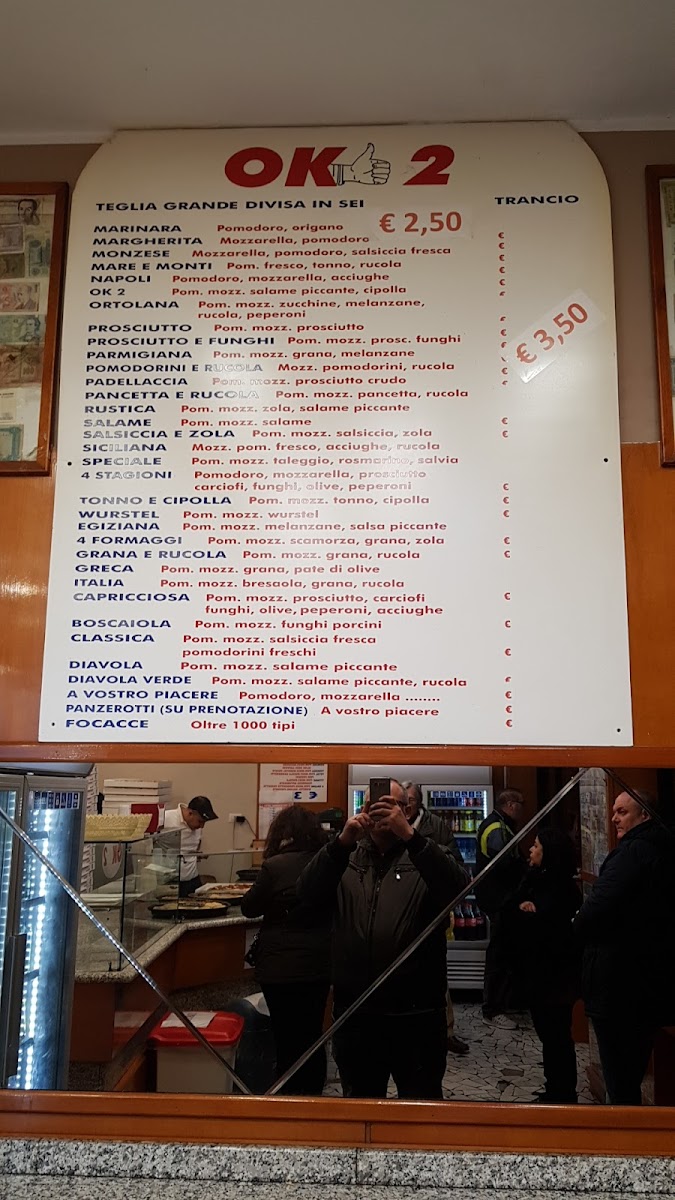 OK 2
TEGLIA GRANDE DIVISA IN SEI TRANCIO
€ 2,50
MARINARA Pomodoro, origano €
MARGHERITA Mozzarella, pomodoro €
MONZESE Mozzarella, pomodoro, salsiccia fresca €
MARE E MONTI Pom. fresco, tonno, rucola €
NAPOLI Pomodoro, mozzarella, acciughe €
OK 2 Pom. mozz. salame piccante, cipolla €
ORTOLANA Pom. mozz. zucchine, melanzane,
rucola, peperoni €
€ 3,50
PROSCIUTTO Pom. mozz. prosciutto €
PROSCIUTTO E FUNGHI Pom. mozz. prosc. funghi €
PARMIGIANA Pom. mozz. grana, melanzane
POMODORINI E RUCOLA Mozz. pomodorini, rucola €
PADELLACCIA Pom. mozz. prosciutto crudo €
PANCETTA E RUCOLA Pom. mozz. pancetta, rucola
RUSTICA Pom. mozz. zola, salame piccante
SALAME Pom. mozz. salame €
SALSICCIA E ZOLA Pom. mozz. salsiccia, zola €
SICILIANA Mozz. pom. fresco, acciughe, rucola
SPECIALE Pom. mozz. taleggio, rosmarino, salvia
4 STAGIONI Pomodoro, mozzarella, prosciutto
carciofi, funghi, olive, peperoni €
TONNO E CIPOLLA Pom. mozz. tonno, cipolla €
WURSTEL Pom. mozz. wurstel €
EGIZIANA Pom. mozz. melanzane, salsa piccante
4 FORMAGGI Pom. mozz. scamorza, grana, zola €
GRANA E RUCOLA Pom. mozz. grana, rucola €
GRECA Pom. mozz. grana, pate di olive
ITALIA Pom. mozz. bresaola, grana, rucola
CAPRICCIOSA Pom. mozz. prosciutto, carciofi €
funghi, olive, peperoni, acciughe
BOSCAIOLA Pom. mozz. funghi porcini €
CLASSICA Pom. mozz. salsiccia fresca
pomodorini freschi €
DIAVOLA Pom. mozz. salame piccante
DIAVOLA VERDE Pom. mozz. salame piccante, rucola €
A VOSTRO PIACERE Pomodoro, mozzarella ........ €
PANZEROTTI (SU PRENOTAZIONE) A vostro piacere €
FOCACCE Oltre 1000 tipi €